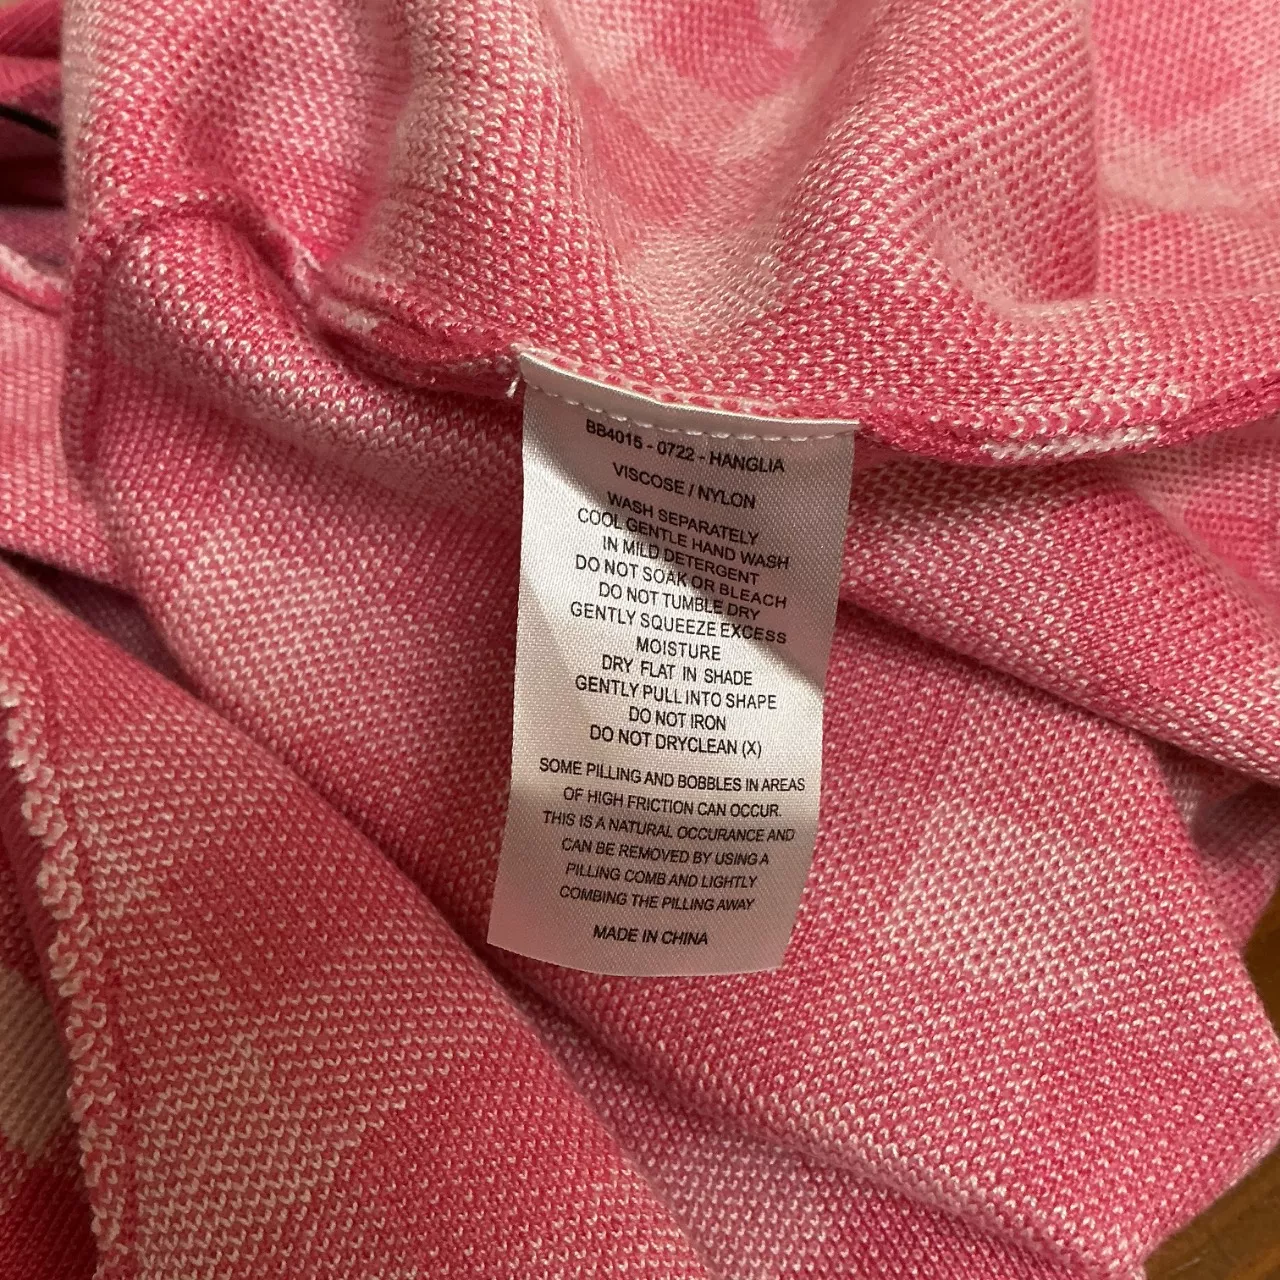 BB4015 - 0722 - HANGLIA
VISCOSE / NYLON
WASH SEPARATELY
COOL GENTLE HAND WASH
IN MILD DETERGENT
DO NOT SOAK OR BLEACH
DO NOT TUMBLE DRY
GENTLY SQUEEZE EXCESS
MOISTURE
DRY FLAT IN SHADE
GENTLY PULL INTO SHAPE
DO NOT IRON
DO NOT DRYCLEAN (X)
SOME PILLING AND BOBBLES IN AREAS
OF HIGH FRICTION CAN OCCUR.
THIS IS A NATURAL OCCURANCE AND
CAN BE REMOVED BY USING A
PILLING COMB AND LIGHTLY
COMBING THE PILLING AWAY
MADE IN CHINA